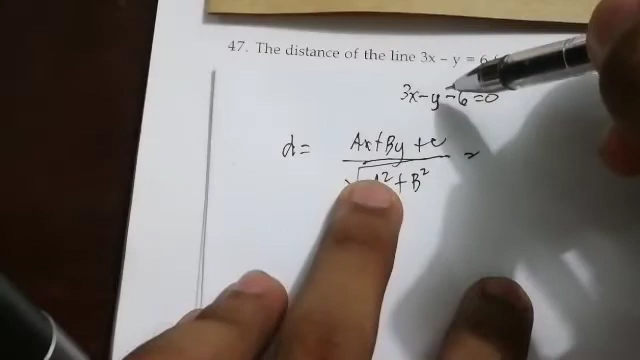 47. The distance of the line 3x – y = 6
3x-y-6=0
d= Ax+By+C / √A²+B² =